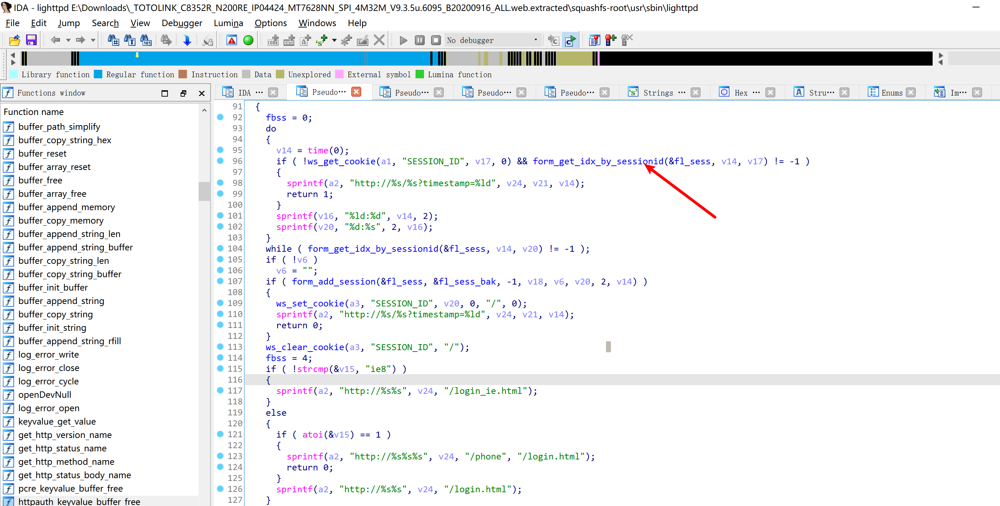 IDA - lighttpd E:\Downloads\_TOTOLINK_C8352R_N200RE_IP04424_MT7628NN_SPI_4M32M_V9.3.5u.6095_B20200916_ALL.web.extracted\squashfs-root\usr\sbin\lighttpd
File Edit Jump Search View Debugger Lumina Options Windows Help
No debugger
Library function Regular function Instruction Data Unexplored External symbol Lumina function
Functions window
IDA ··· Pseudo··· Pseudo··· Pseudo··· Pseudo··· Strings ··· Hex ··· Stru··· Enums Im···
Function name
buffer_path_simplify
buffer_copy_string_hex
buffer_reset
buffer_array_reset
buffer_free
buffer_array_free
buffer_append_memory
buffer_copy_memory
buffer_append_string_len
buffer_append_string_buffer
buffer_copy_string_len
buffer_copy_string_buffer
buffer_init_buffer
buffer_append_string
buffer_copy_string
buffer_init_string
buffer_append_string_rfill
log_error_write
log_error_close
log_error_cycle
openDevNull
log_error_open
keyvalue_get_value
get_http_version_name
get_http_status_name
get_http_method_name
get_http_status_body_name
pcre_keyvalue_buffer_free
httpauth_keyvalue_buffer_free
91 {
92 fbss = 0;
93 do
94 {
95 v14 = time(0);
96 if ( !ws_get_cookie(a1, "SESSION_ID", v17, 0) && form_get_idx_by_sessionid(&fl_sess, v14, v17) != -1 )
97 {
98 sprintf(a2, "http://%s/%s?timestamp=%ld", v24, v21, v14);
99 return 1;
100 }
101 sprintf(v16, "%ld:%d", v14, 2);
102 sprintf(v20, "%d:%s", 2, v16);
103 }
104 while ( form_get_idx_by_sessionid(&fl_sess, v14, v20) != -1 );
105 if ( !v6 )
106 v6 = "";
107 if ( form_add_session(&fl_sess, &fl_sess_bak, -1, v18, v6, v20, 2, v14) )
108 {
109 ws_set_cookie(a3, "SESSION_ID", v20, 0, "/", 0);
110 sprintf(a2, "http://%s/%s?timestamp=%ld", v24, v21, v14);
111 return 0;
112 }
113 ws_clear_cookie(a3, "SESSION_ID", "/");
114 fbss = 4;
115 if ( !strcmp(&v15, "ie8") )
116 {
117 sprintf(a2, "http://%s%s", v24, "/login_ie.html");
118 }
119 else
120 {
121 if ( atoi(&v15) == 1 )
122 {
123 sprintf(a2, "http://%s%s%s", v24, "/phone", "/login.html");
124 return 0;
125 }
126 sprintf(a2, "http://%s%s", v24, "/login.html");
127 }